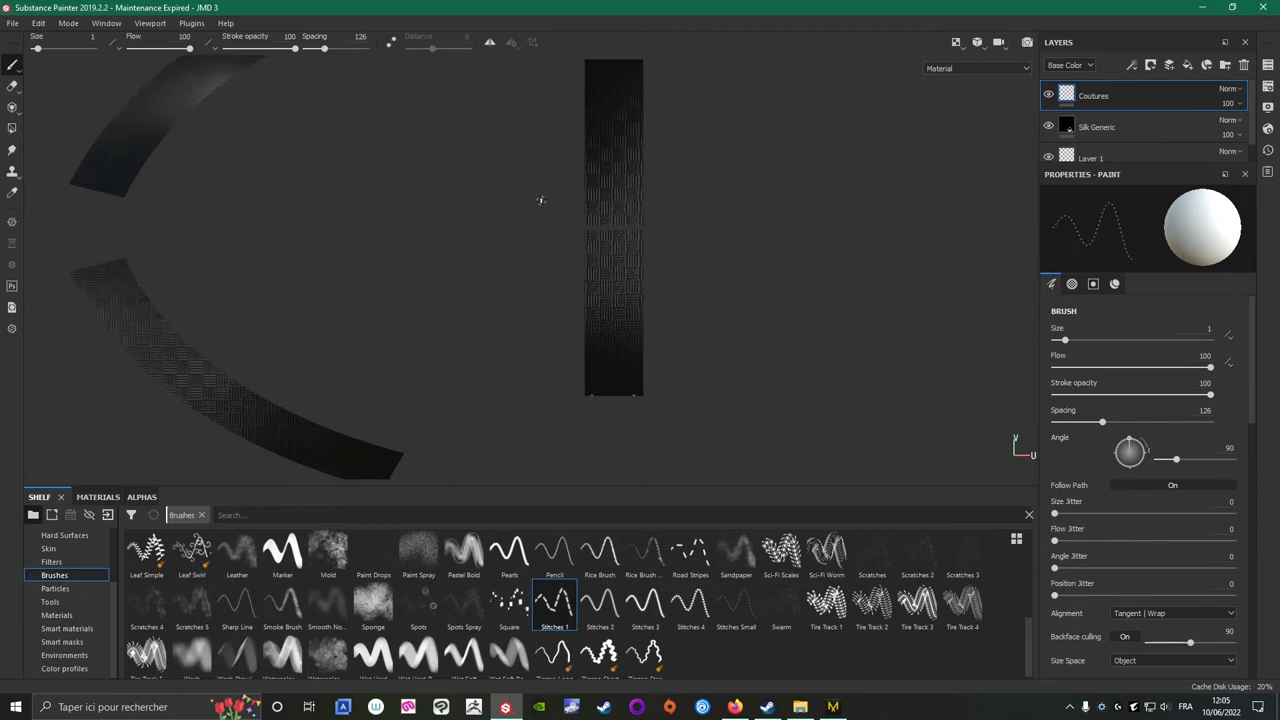 Substance Painter 2019.2.2 - Maintenance Expired - JMD 3
File Edit Mode Window Viewport Plugins Help
Size 1 Flow 100 Stroke opacity 100 Spacing 126 Distance 8
Material
LAYERS
Base Color
Coutures Norm 100
Silk Generic Norm 100
Layer 1 Norm
PROPERTIES - PAINT
BRUSH
Size 1
Flow 100
Stroke opacity 100
Spacing 126
Angle 90
Follow Path On
Size Jitter 0
Flow Jitter 0
Angle Jitter 0
Position Jitter 0
Alignment Tangent | Wrap
Backface culling On 90
Size Space Object
V
U
SHELF MATERIALS ALPHAS
Brushes Search...
Hard Surfaces
Skin
Filters
Brushes
Particles
Tools
Materials
Smart materials
Smart masks
Environments
Color profiles
Leaf Simple Leaf Swirl Leather Marker Mold Paint Drops Paint Spray Pastel Bold Pearls Pencil Rice Brush Rice Brush ... Road Stripes Sandpaper Sci-Fi Scales Sci-Fi Worm Scratches Scratches 2 Scratches 3
Scratches 4 Scratches 5 Sharp Line Smoke Brush Smooth No... Sponge Spots Spots Spray Square Stitches 1 Stitches 2 Stitches 3 Stitches 4 Stitches Small Swarm Tire Track 1 Tire Track 2 Tire Track 3 Tire Track 4
Cache Disk Usage: 20%
Taper ici pour rechercher
FRA
12:05
10/06/2022